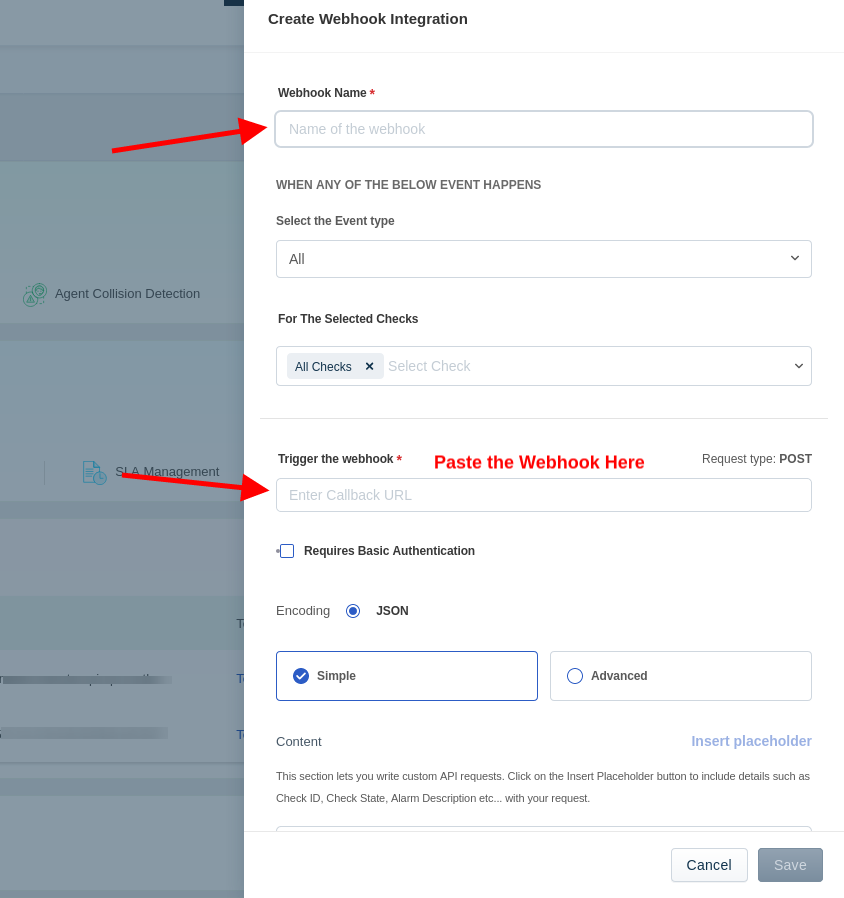 Create Webhook Integration
Webhook Name *
Name of the webhook
WHEN ANY OF THE BELOW EVENT HAPPENS
Select the Event type
All
Agent Collision Detection
For The Selected Checks
All Checks × Select Check
Trigger the webhook * Paste the Webhook Here Request type: POST
SLA Management
Enter Callback URL
Requires Basic Authentication
Encoding JSON
Simple Advanced
Content Insert placeholder
This section lets you write custom API requests. Click on the Insert Placeholder button to include details such as
Check ID, Check State, Alarm Description etc... with your request.
Cancel Save